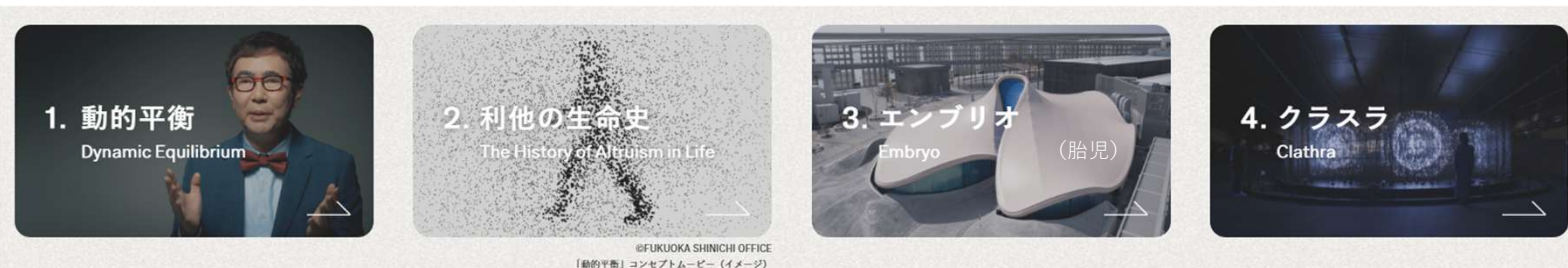 1. 動的平衡
Dynamic Equilibrium
2. 利他の生命史
The History of Altruism in Life
3. エンブリオ
Embryo
（胎児）
4. クラスラ
Clathra
©FUKUOKA SHINICHI OFFICE
「動的平衡」コンセプトムービー（イメージ）